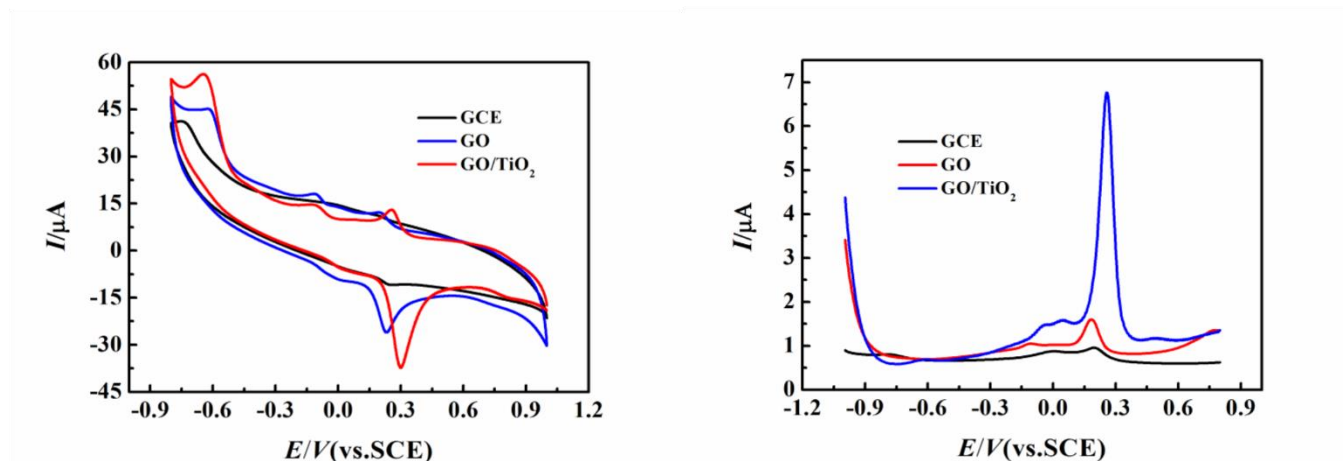 60
45
30
15
0
-15
-30
-45
I/μA
GCE
GO
GO/TiO₂
-0.9 -0.6 -0.3 0.0 0.3 0.6 0.9 1.2
E/V(vs.SCE)
7
6
5
4
3
2
1
0
I/μA
GCE
GO
GO/TiO₂
-1.2 -0.9 -0.6 -0.3 0.0 0.3 0.6 0.9
E/V(vs.SCE)